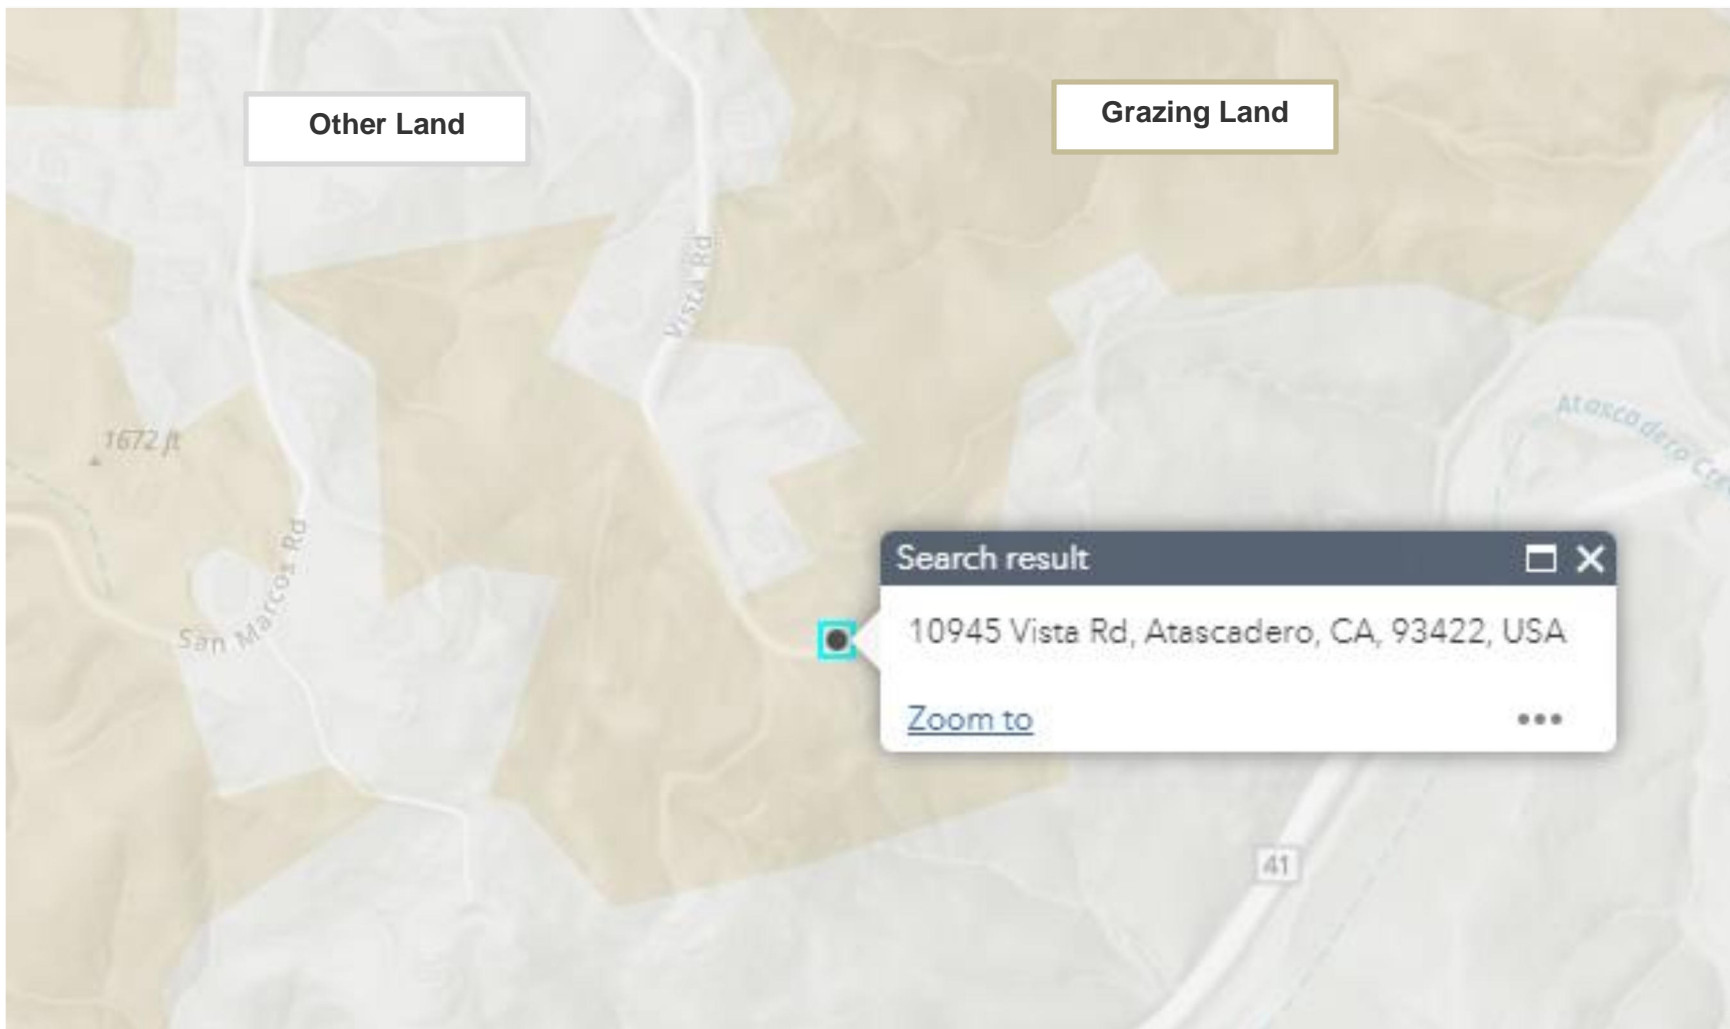 Other Land
Grazing Land
Vista Rd
Atascadero
1672 ft
San Marcos Rd
Search result
10945 Vista Rd, Atascadero, CA, 93422, USA
Zoom to
41